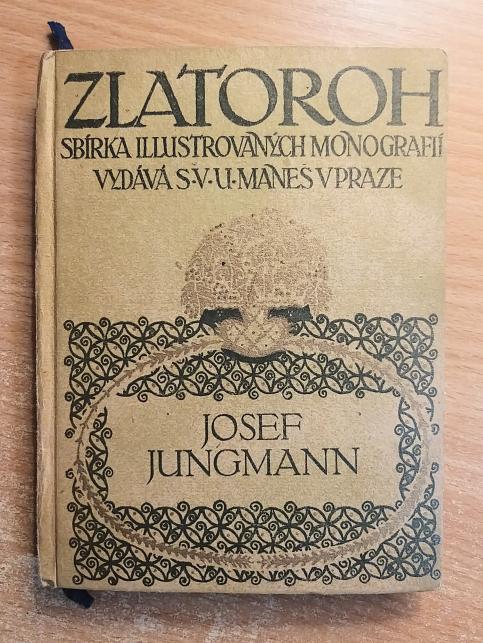 ZLATOROH
SBÍRKA ILLUSTROVANÝCH MONOGRAFIÍ
VYDÁVÁ S·V·U·MANES V PRAZE
JOSEF
JUNGMANN